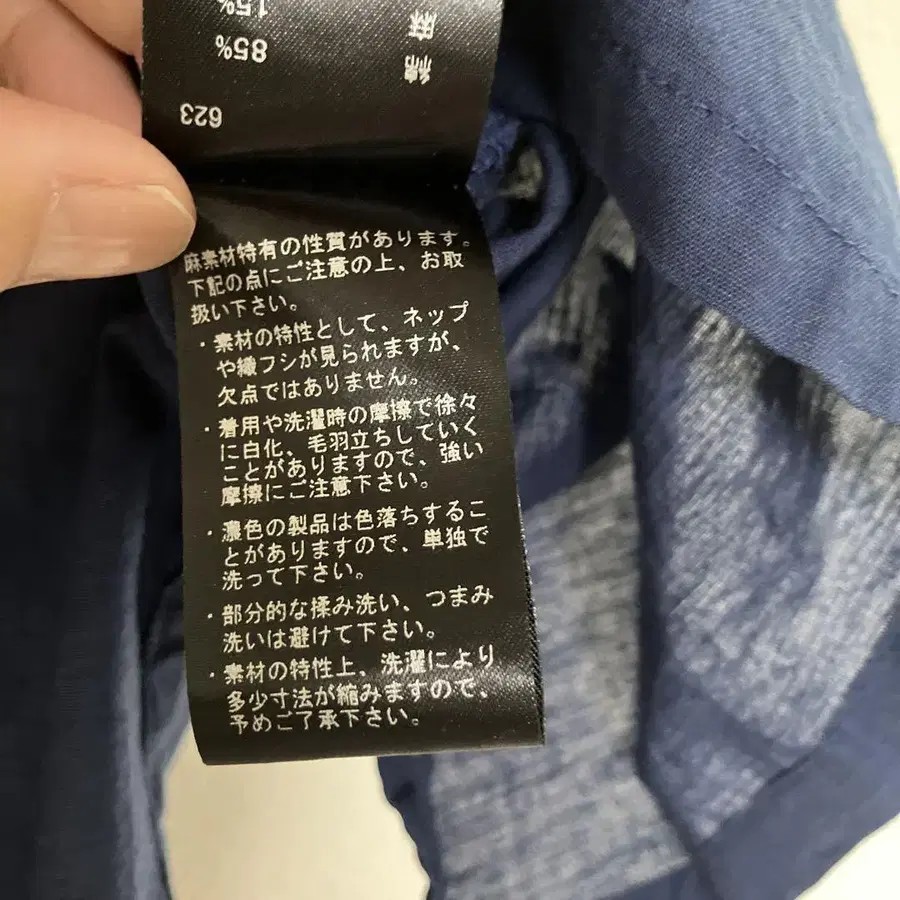 綿 85%
麻 15%
623
麻素材特有の性質があります。
下記の点にご注意の上、お取
扱い下さい。
・素材の特性として、ネップ
や織フシが見られますが、
欠点ではありません。
・着用や洗濯時の摩擦で徐々
に白化、毛羽立ちしていく
ことがありますので、強い
摩擦にご注意下さい。
・濃色の製品は色落ちするこ
とがありますので、単独で
洗って下さい。
・部分的な揉み洗い、つまみ
洗いは避けて下さい。
・素材の特性上、洗濯により
多少寸法が縮みますので、
予めご了承下さい。